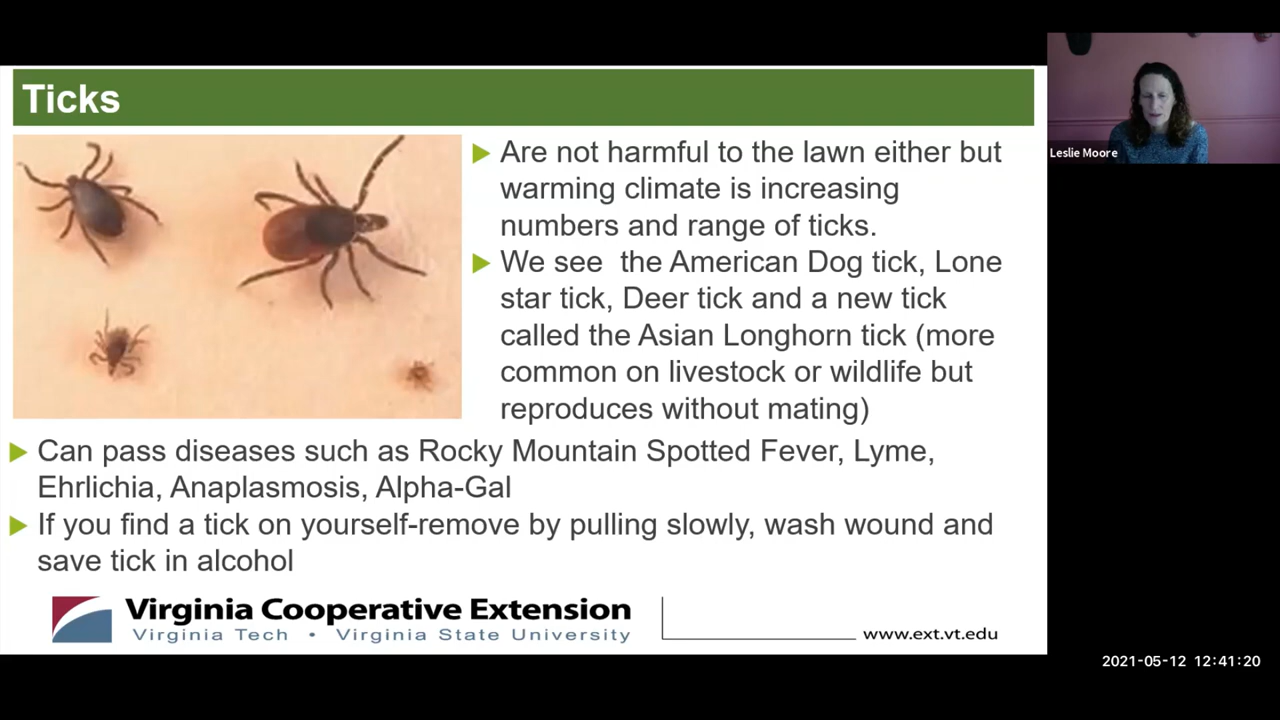 Ticks
Are not harmful to the lawn either but
warming climate is increasing
numbers and range of ticks.
We see  the American Dog tick, Lone
star tick, Deer tick and a new tick
called the Asian Longhorn tick (more
common on livestock or wildlife but
reproduces without mating)
Can pass diseases such as Rocky Mountain Spotted Fever, Lyme,
Ehrlichia, Anaplasmosis, Alpha-Gal
If you find a tick on yourself-remove by pulling slowly, wash wound and
save tick in alcohol
Virginia Cooperative Extension
Virginia Tech • Virginia State University
www.ext.vt.edu
Leslie Moore
2021-05-12 12:41:20